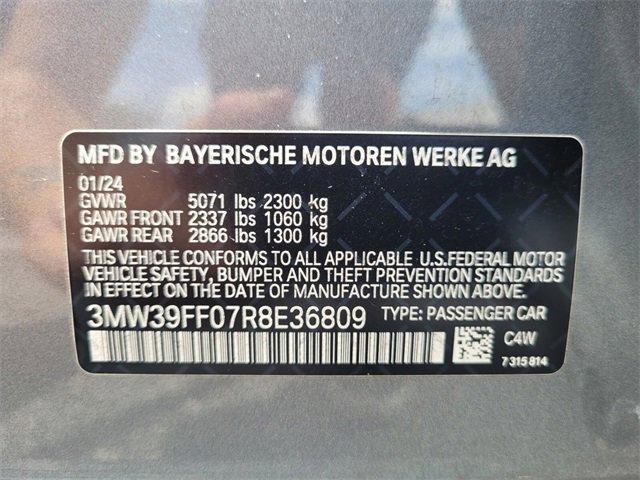 MFD BY BAYERISCHE MOTOREN WERKE AG
01/24
GVWR 5071 lbs 2300 kg
GAWR FRONT 2337 lbs 1060 kg
GAWR REAR 2866 lbs 1300 kg
THIS VEHICLE CONFORMS TO ALL APPLICABLE U.S.FEDERAL MOTOR
VEHICLE SAFETY, BUMPER AND THEFT PREVENTION STANDARDS
IN EFFECT ON THE DATE OF MANUFACTURE SHOWN ABOVE.
3MW39FF07R8E36809 TYPE: PASSENGER CAR
C4W
7 315 814